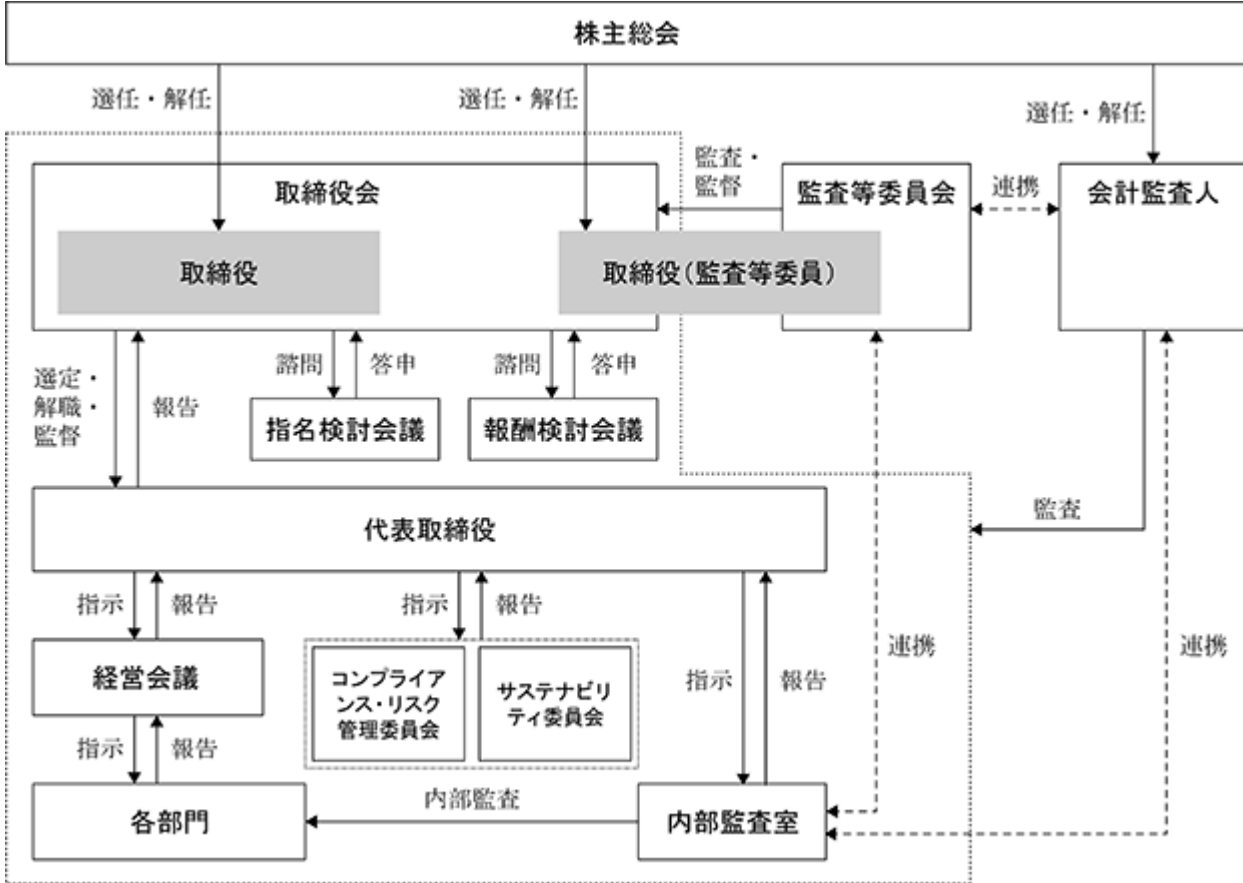 株主総会
選任・解任
選任・解任
選任・解任
取締役会
監査・
監督
監査等委員会
連携
会計監査人
取締役
取締役(監査等委員)
選定・
解職・
監督
報告
諮問
答申
諮問
答申
指名検討会議
報酬検討会議
代表取締役
監査
指示
報告
指示
報告
指示
報告
連携
連携
経営会議
コンプライア
ンス・リスク
管理委員会
サステナビリ
ティ委員会
指示
報告
各部門
内部監査
内部監査室